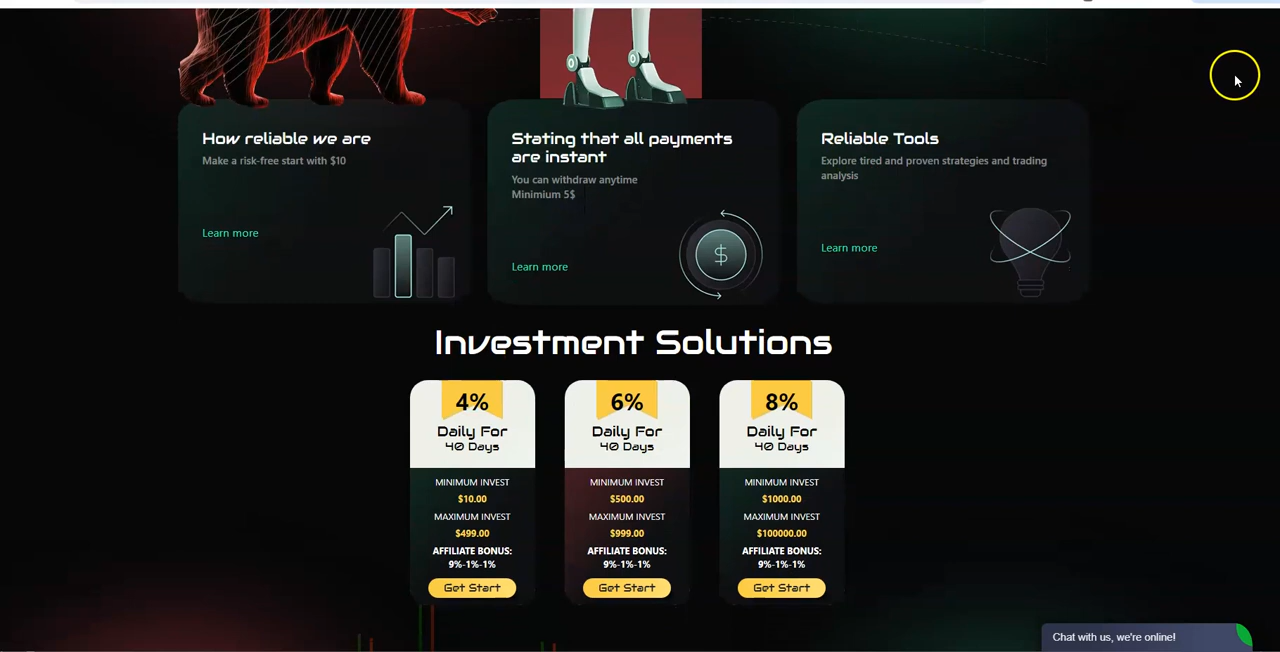 How reliable we are
Make a risk-free start with $10
Learn more
Stating that all payments
are instant
You can withdraw anytime
Minimium 5$
$
Learn more
Reliable Tools
Explore tired and proven strategies and trading
analysis
Learn more
Investment Solutions
4%
Daily For
40 Days
MINIMUM INVEST
$10.00
MAXIMUM INVEST
$499.00
AFFILIATE BONUS:
9%-1%-1%
Get Start
6%
Daily For
40 Days
MINIMUM INVEST
$500.00
MAXIMUM INVEST
$999.00
AFFILIATE BONUS:
9%-1%-1%
Get Start
8%
Daily For
40 Days
MINIMUM INVEST
$1000.00
MAXIMUM INVEST
$100000.00
AFFILIATE BONUS:
9%-1%-1%
Get Start
Chat with us, we're online!